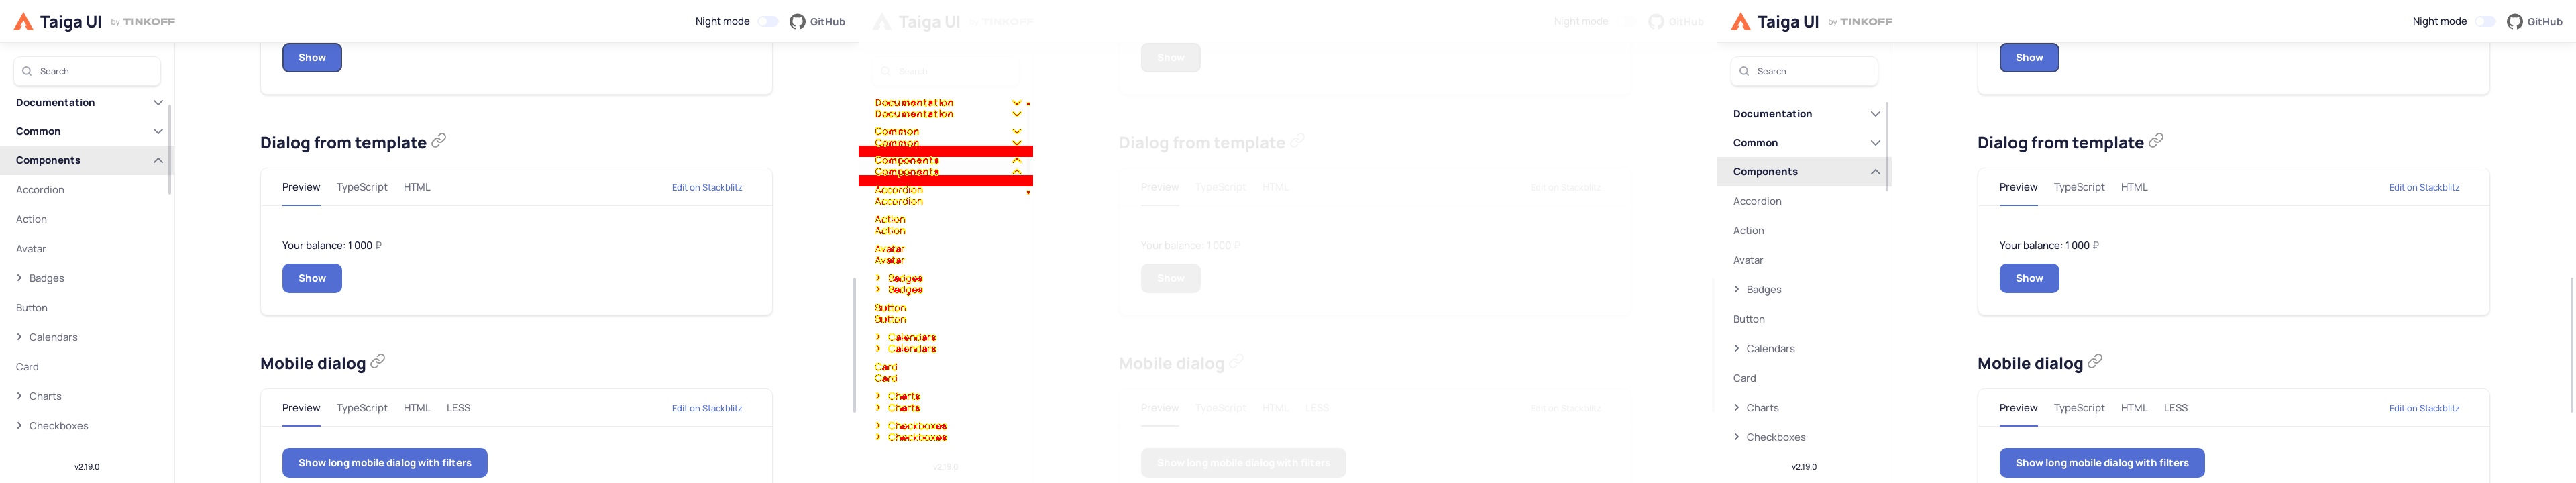 Taiga UI by TINKOFF
Night mode GitHub
Search
Documentation
Common
Components
Accordion
Action
Avatar
Badges
Button
Calendars
Card
Charts
Checkboxes
v2.19.0
Show
Dialog from template
Preview TypeScript HTML Edit on Stackblitz
Your balance: 1 000 ₽
Show
Mobile dialog
Preview TypeScript HTML LESS Edit on Stackblitz
Show long mobile dialog with filters
Taiga UI by TINKOFF
Night mode GitHub
Search
Documentation
Documentation
Common
Common
Components
Components
Accordion
Accordion
Action
Action
Avatar
Avatar
Badges
Badges
Button
Button
Calendars
Calendars
Card
Card
Charts
Charts
Checkboxes
Checkboxes
v2.19.0
Show
Dialog from template
Preview TypeScript HTML Edit on Stackblitz
Your balance: 1 000 ₽
Show
Mobile dialog
Preview TypeScript HTML LESS Edit on Stackblitz
Show long mobile dialog with filters
Taiga UI by TINKOFF
Night mode GitHub
Search
Documentation
Common
Components
Accordion
Action
Avatar
Badges
Button
Calendars
Card
Charts
Checkboxes
v2.19.0
Show
Dialog from template
Preview TypeScript HTML Edit on Stackblitz
Your balance: 1 000 ₽
Show
Mobile dialog
Preview TypeScript HTML LESS Edit on Stackblitz
Show long mobile dialog with filters